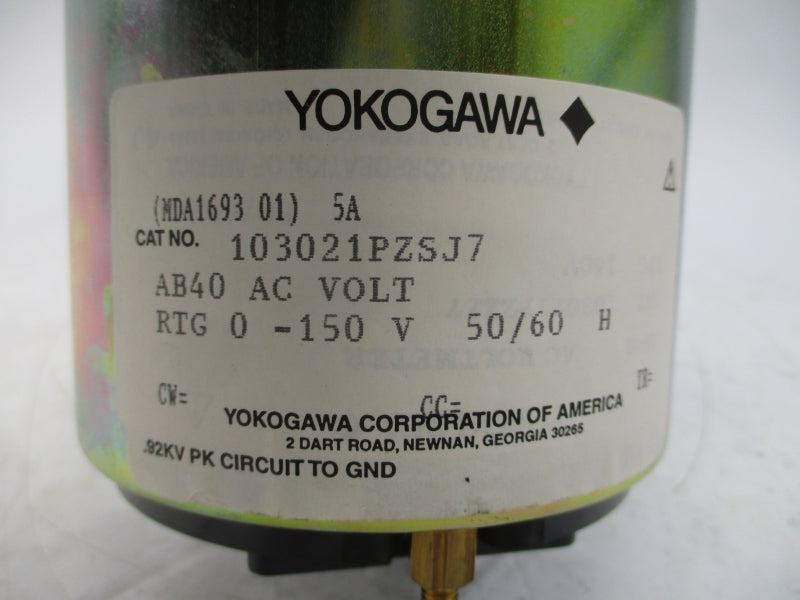 YOKOGAWA
(MDA1693 01) 5A
CAT NO. 103021PZSJ7
AB40 AC VOLT
RTG 0 -150 V 50/60 H
CW= CC=
YOKOGAWA CORPORATION OF AMERICA
2 DART ROAD, NEWNAN, GEORGIA 30265
.92KV PK CIRCUIT TO GND